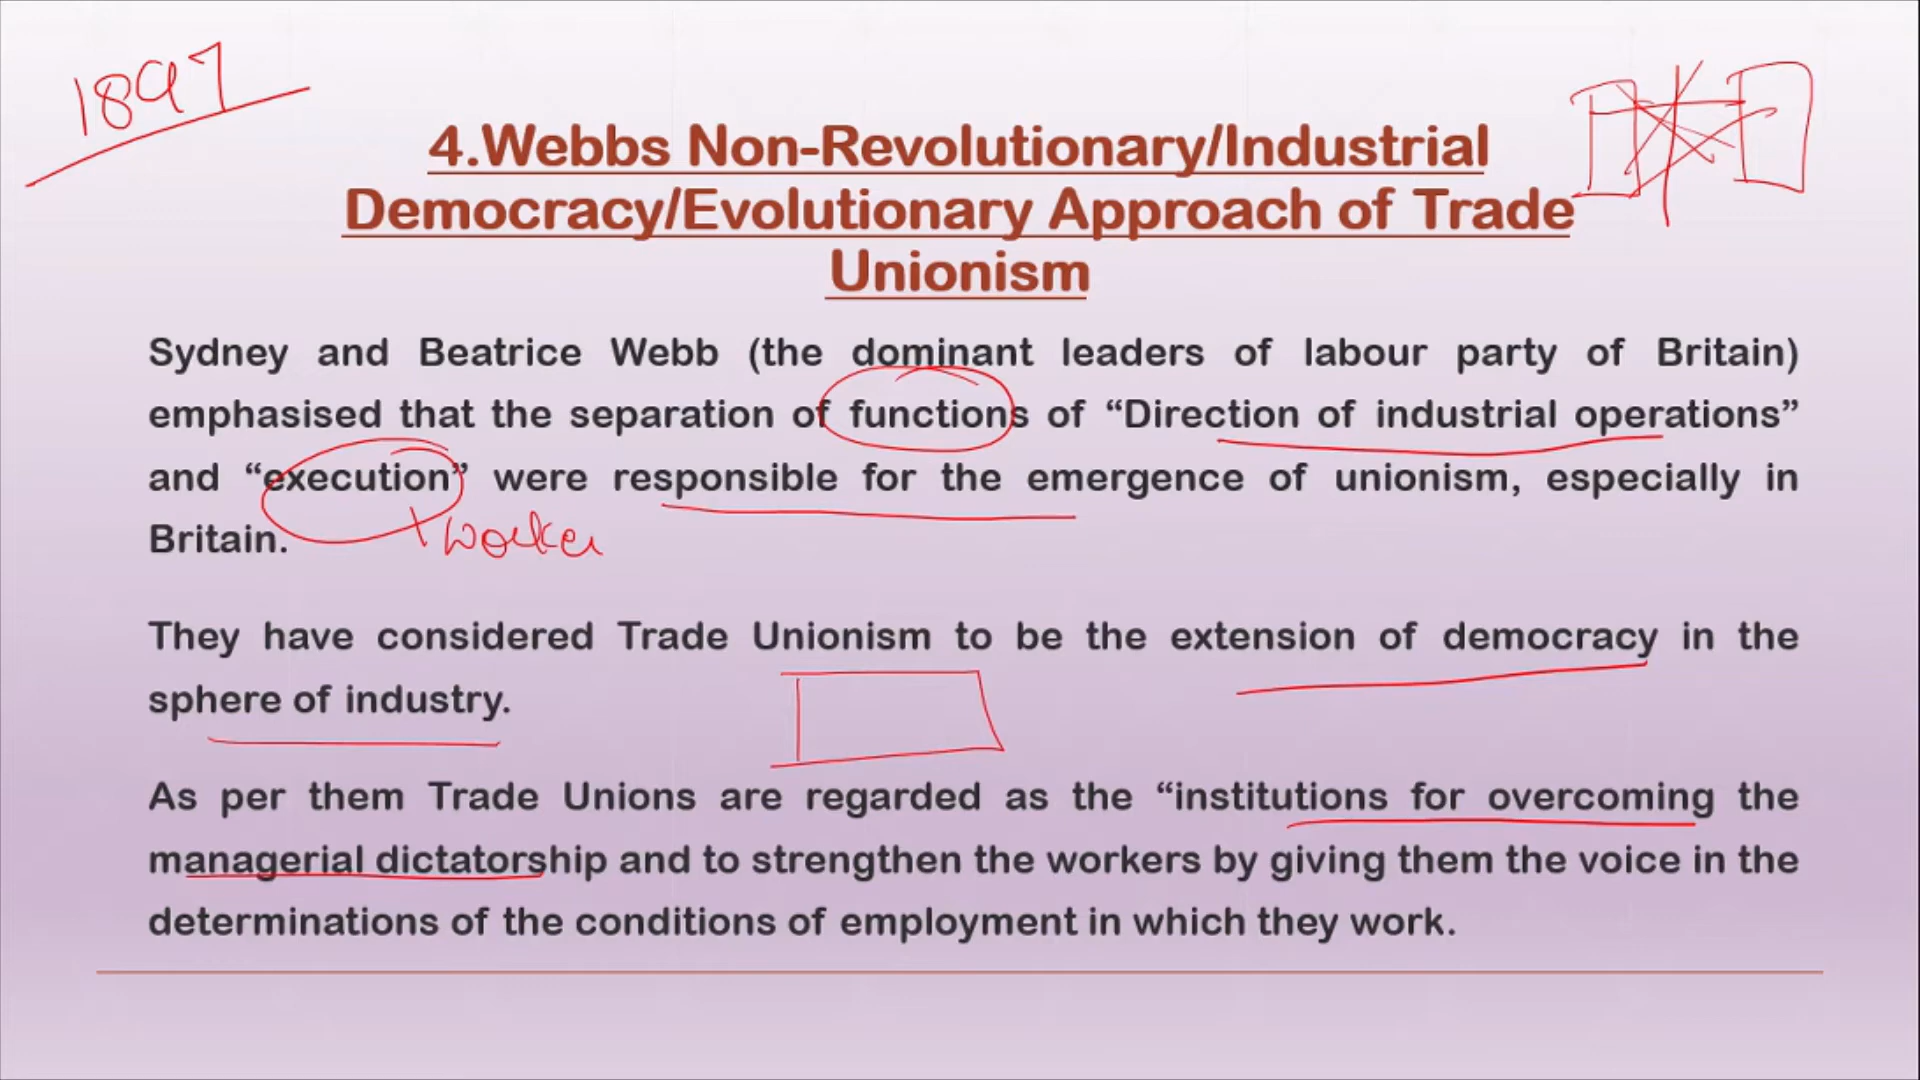 1897
4.Webbs Non-Revolutionary/Industrial
Democracy/Evolutionary Approach of Trade
Unionism
Sydney and Beatrice Webb (the dominant leaders of labour party of Britain)
emphasised that the separation of functions of “Direction of industrial operations”
and “execution” were responsible for the emergence of unionism, especially in
Britain.
worker
They have considered Trade Unionism to be the extension of democracy in the
sphere of industry.
As per them Trade Unions are regarded as the “institutions for overcoming the
managerial dictatorship and to strengthen the workers by giving them the voice in the
determinations of the conditions of employment in which they work.